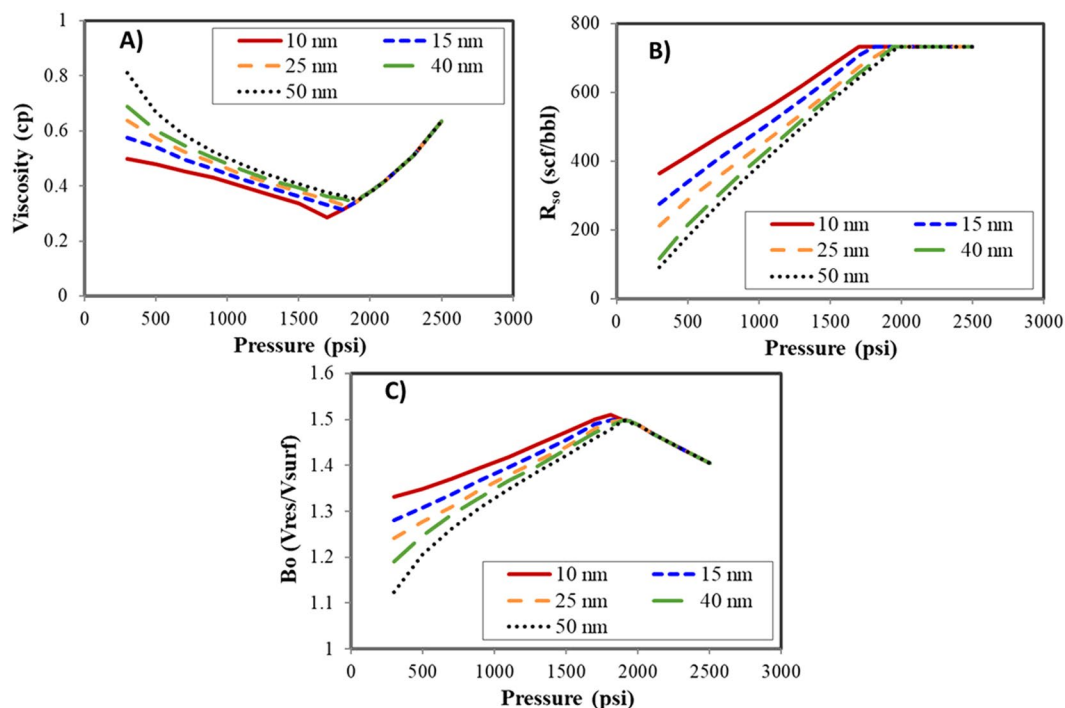 A)
10 nm 15 nm
25 nm 40 nm
50 nm
Viscosity (cp)
1
0.8
0.6
0.4
0.2
0
0 500 1000 1500 2000 2500 3000
Pressure (psi)
B)
10 nm 15 nm
25 nm 40 nm
50 nm
Rso (scf/bbl)
800
600
400
200
0
0 500 1000 1500 2000 2500 3000
Pressure (psi)
C)
10 nm 15 nm
25 nm 40 nm
50 nm
Bo (Vres/Vsurf)
1.6
1.5
1.4
1.3
1.2
1.1
1
0 500 1000 1500 2000 2500 3000
Pressure (psi)